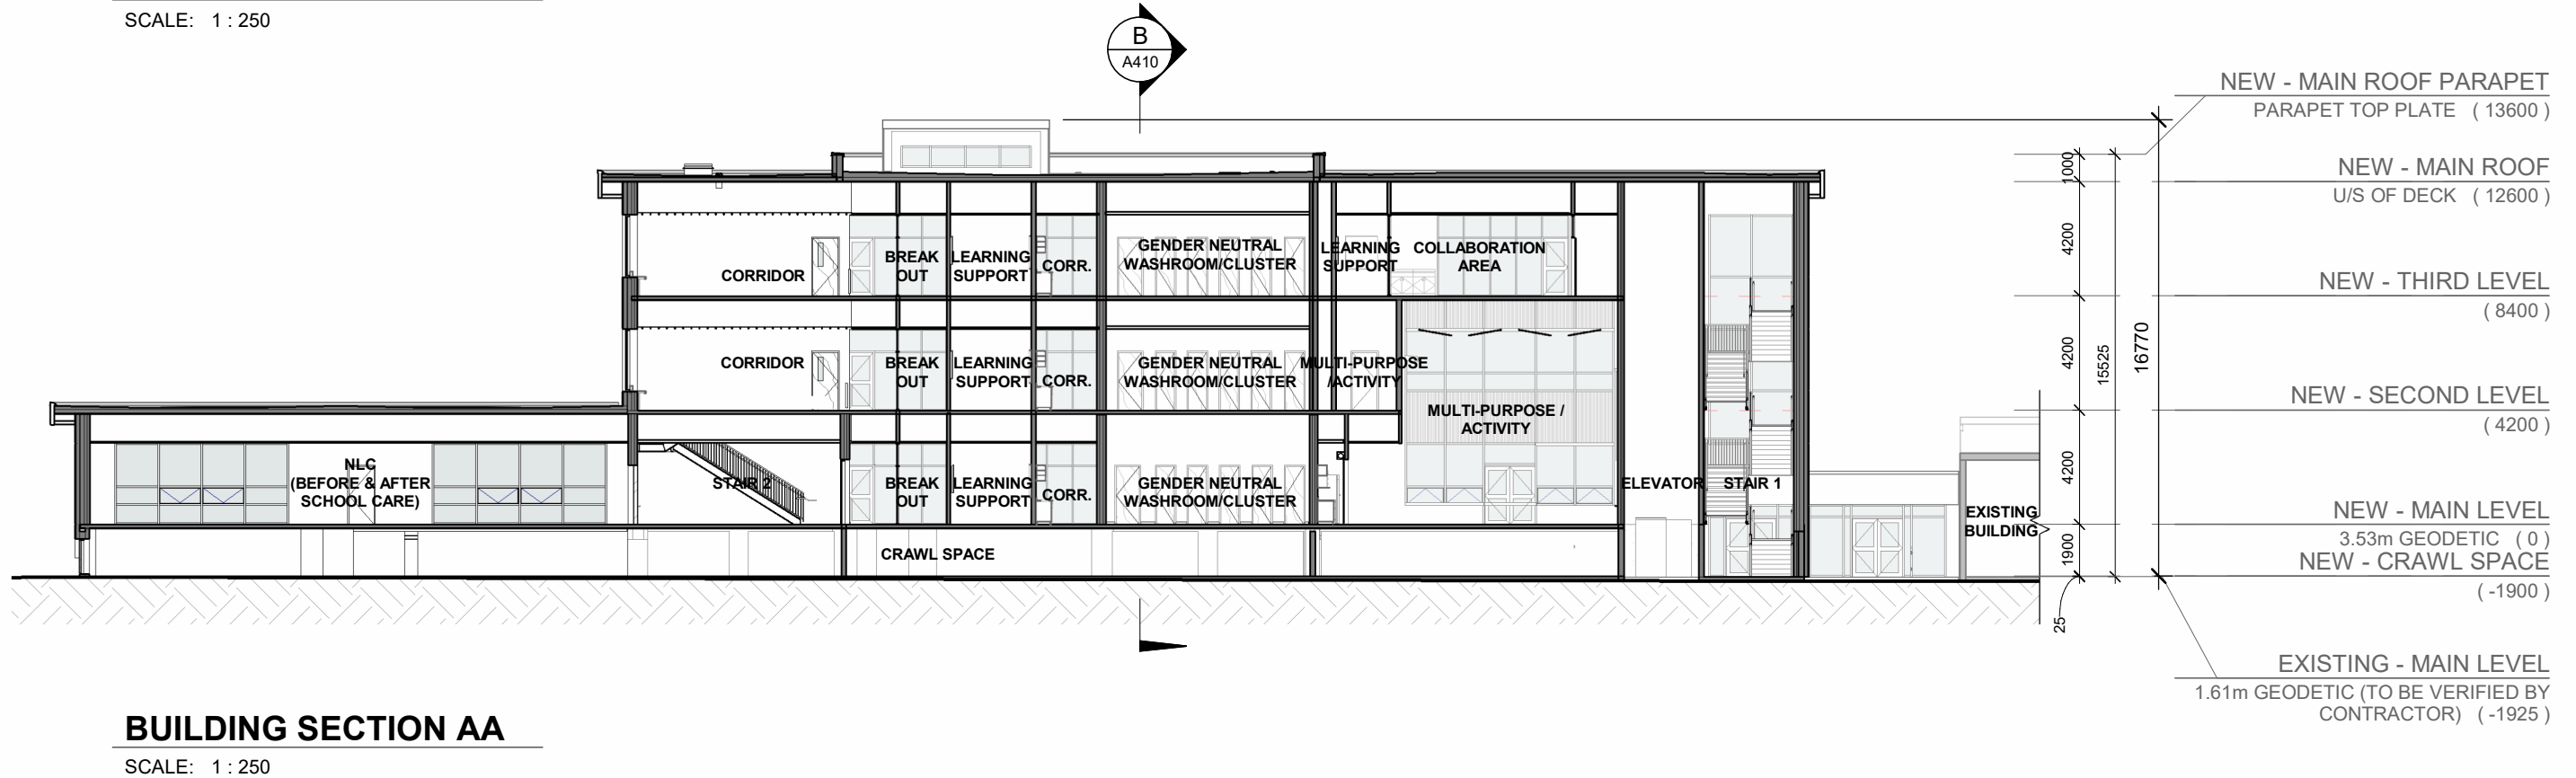 SCALE: 1 : 250
B
A410
NEW - MAIN ROOF PARAPET
PARAPET TOP PLATE ( 13600 )
NEW - MAIN ROOF
U/S OF DECK ( 12600 )
NEW - THIRD LEVEL
( 8400 )
NEW - SECOND LEVEL
( 4200 )
NEW - MAIN LEVEL
3.53m GEODETIC ( 0 )
NEW - CRAWL SPACE
( -1900 )
EXISTING - MAIN LEVEL
1.61m GEODETIC (TO BE VERIFIED BY
CONTRACTOR) ( -1925 )
1000
4200
4200
4200
1900
25
15525
16770
CORRIDOR
BREAK
OUT
LEARNING
SUPPORT
CORR.
GENDER NEUTRAL
WASHROOM/CLUSTER
LEARNING
SUPPORT
COLLABORATION
AREA
CORRIDOR
BREAK
OUT
LEARNING
SUPPORT
CORR.
GENDER NEUTRAL
WASHROOM/CLUSTER
MULTI-PURPOSE
/ACTIVITY
MULTI-PURPOSE /
ACTIVITY
NLC
(BEFORE & AFTER
SCHOOL CARE)
STAIR 2
BREAK
OUT
LEARNING
SUPPORT
CORR.
GENDER NEUTRAL
WASHROOM/CLUSTER
ELEVATOR
STAIR 1
EXISTING
BUILDING
CRAWL SPACE
BUILDING SECTION AA
SCALE: 1 : 250